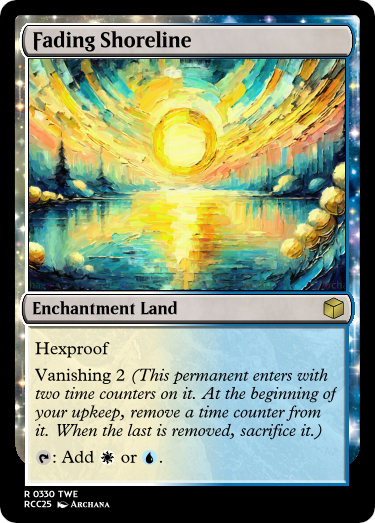 Fading Shoreline
Enchantment Land
Hexproof
Vanishing 2 (This permanent enters with
two time counters on it. At the beginning of
your upkeep, remove a time counter from
it. When the last is removed, sacrifice it.)
: Add or .
R 0330 TWE
RCC25 Archana